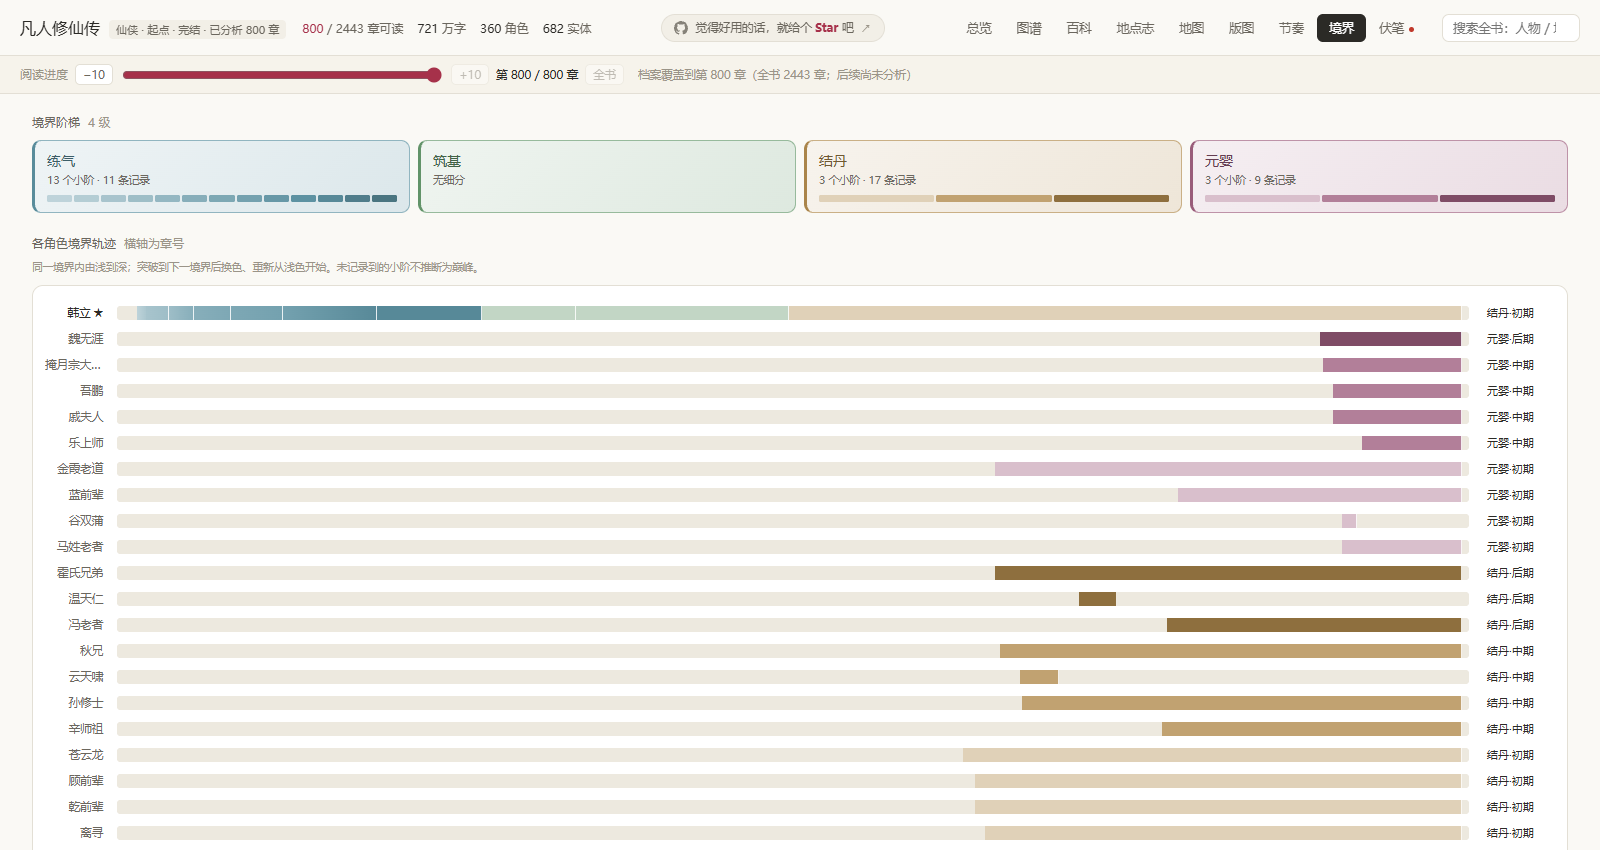 凡人修仙传 仙侠 · 起点 · 完结 · 已分析 800 章 800 / 2443 章可读 721 万字 360 角色 682 实体 觉得好用的话，就给个 Star 吧 ↗ 总览 图谱 百科 地点志 地图 版图 节奏 境界 伏笔 搜索全书：人物 /
阅读进度 −10 +10 第 800 / 800 章 全书 档案覆盖到第 800 章（全书 2443 章；后续尚未分析）
境界阶梯 4 级
练气 筑基 结丹 元婴
13 个小阶 · 11 条记录 无细分 3 个小阶 · 17 条记录 3 个小阶 · 9 条记录
各角色境界轨迹 横轴为章号
同一境界内由浅到深；突破到下一境界后换色、重新从浅色开始。未记录到的小阶不推断为巅峰。
韩立 ★ 结丹·初期
魏无涯 元婴·后期
掩月宗大… 元婴·中期
吾鹏 元婴·中期
戚夫人 元婴·中期
乐上师 元婴·中期
金霞老道 元婴·初期
蓝前辈 元婴·初期
谷双蒲 元婴·初期
马姓老者 元婴·初期
霍氏兄弟 结丹·后期
温天仁 结丹·后期
冯老者 结丹·后期
秋兄 结丹·中期
云天啸 结丹·中期
孙修士 结丹·中期
辛师祖 结丹·中期
苍云龙 结丹·初期
顾前辈 结丹·初期
乾前辈 结丹·初期
离寻 结丹·初期